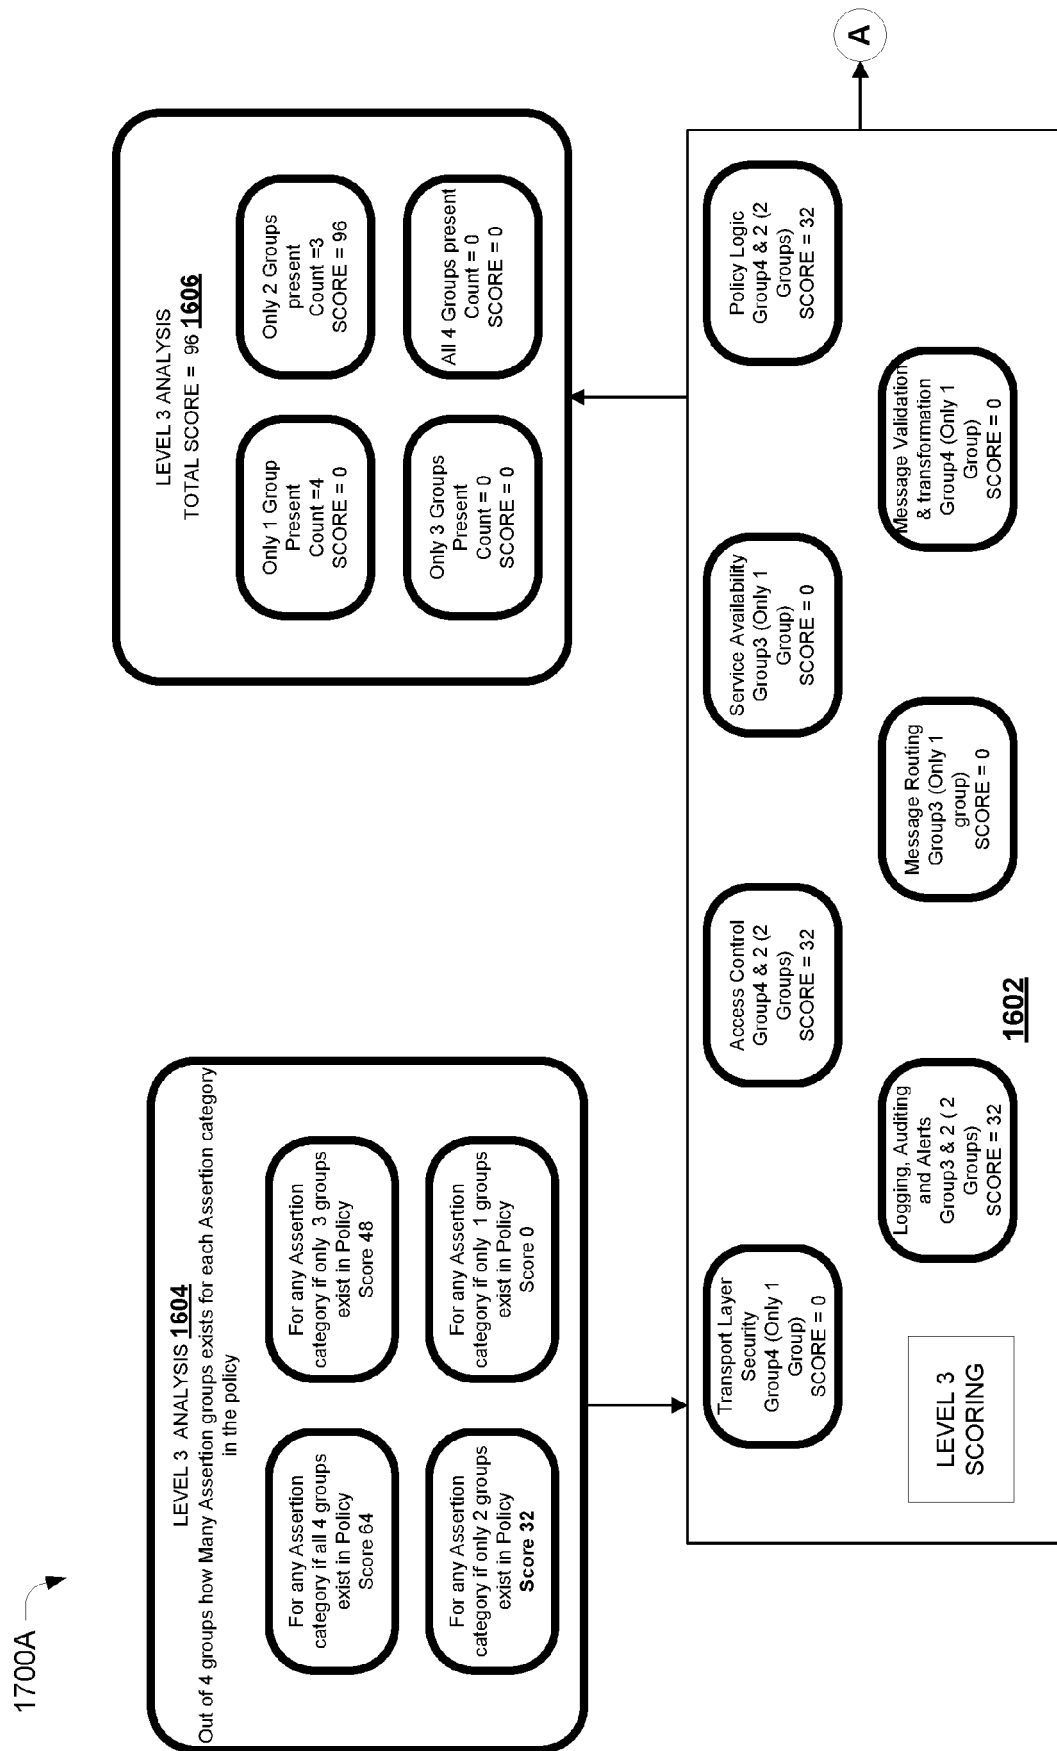 1700A
LEVEL 3 ANALYSIS 1604
Out of 4 groups how Many Assertion groups exists for each Assertion category
in the policy
For any Assertion
category if all 4 groups
exist in Policy
Score 64
For any Assertion
category if only 3 groups
exist in Policy
Score 48
For any Assertion
category if only 2 groups
exist in Policy
Score 32
For any Assertion
category if only 1 groups
exist in Policy
Score 0
LEVEL 3 ANALYSIS
TOTAL SCORE = 96 1606
Only 1 Group
Present
Count =4
SCORE = 0
Only 2 Groups
present
Count =3
SCORE = 96
Only 3 Groups
Present
Count = 0
SCORE = 0
All 4 Groups present
Count = 0
SCORE = 0
Transport Layer
Security
Group4 (Only 1
Group)
SCORE = 0
Access Control
Group4 & 2 (2
Groups)
SCORE = 32
Service Availability
Group3 (Only 1
Group)
SCORE = 0
Policy Logic
Group4 & 2 (2
Groups)
SCORE = 32
LEVEL 3
SCORING
Logging, Auditing
and Alerts
Group3 & 2 ( 2
Groups)
SCORE = 32
1602
Message Routing
Group3 (Only 1
group)
SCORE = 0
Message Validation
& transformation
Group4 (Only 1
Group)
SCORE = 0
A